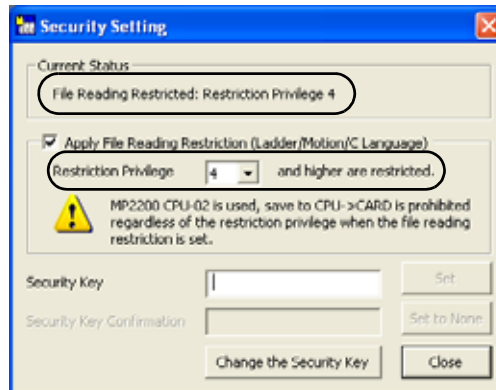 Security Setting
Current Status
File Reading Restricted: Restriction Privilege 4
Apply File Reading Restriction (Ladder/Motion/C Language)
Restriction Privilege 4 and higher are restricted.
MP2200 CPU-02 is used, save to CPU->CARD is prohibited
regardless of the restriction privilege when the file reading
restriction is set.
Security Key
Set
Security Key Confirmation
Set to None
Change the Security Key
Close